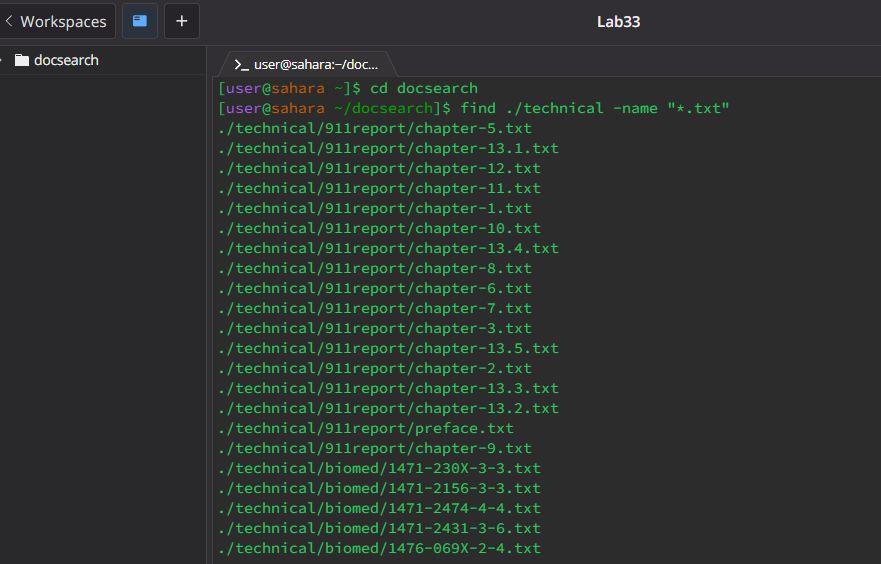 Workspaces
+
Lab33
docsearch
>_ user@sahara:~/doc...
[user@sahara ~]$ cd docsearch
[user@sahara ~/docsearch]$ find ./technical -name "*.txt"
./technical/911report/chapter-5.txt
./technical/911report/chapter-13.1.txt
./technical/911report/chapter-12.txt
./technical/911report/chapter-11.txt
./technical/911report/chapter-1.txt
./technical/911report/chapter-10.txt
./technical/911report/chapter-13.4.txt
./technical/911report/chapter-8.txt
./technical/911report/chapter-6.txt
./technical/911report/chapter-7.txt
./technical/911report/chapter-3.txt
./technical/911report/chapter-13.5.txt
./technical/911report/chapter-2.txt
./technical/911report/chapter-13.3.txt
./technical/911report/chapter-13.2.txt
./technical/911report/preface.txt
./technical/911report/chapter-9.txt
./technical/biomed/1471-230X-3-3.txt
./technical/biomed/1471-2156-3-3.txt
./technical/biomed/1471-2474-4-4.txt
./technical/biomed/1471-2431-3-6.txt
./technical/biomed/1476-069X-2-4.txt